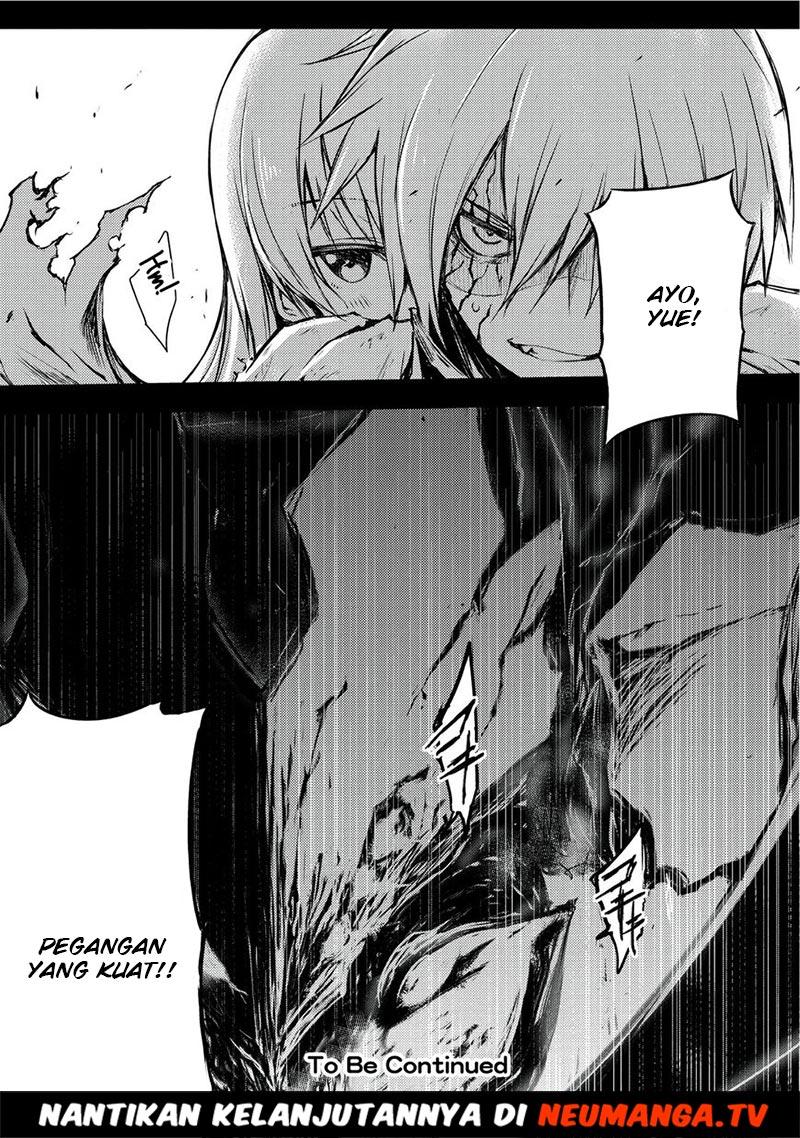 AYO,
YUE!
Hm!
PEGANGAN
YANG KUAT!!
To Be Continued
NANTIKAN KELANJUTANNYA DI NEUMANGA.TV